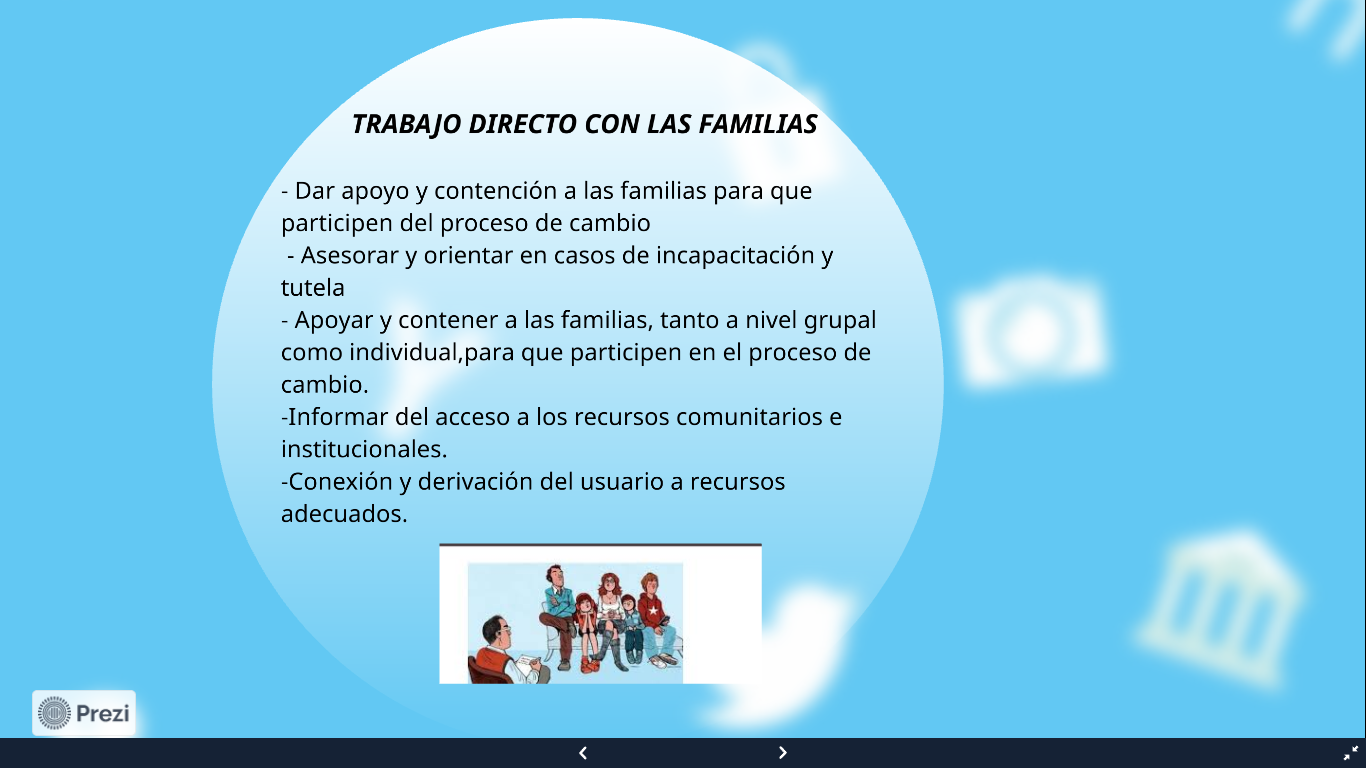 TRABAJO DIRECTO CON LAS FAMILIAS
- Dar apoyo y contención a las familias para que
participen del proceso de cambio
- Asesorar y orientar en casos de incapacitación y
tutela
- Apoyar y contener a las familias, tanto a nivel grupal
como individual,para que participen en el proceso de
cambio.
-Informar del acceso a los recursos comunitarios e
institucionales.
-Conexión y derivación del usuario a recursos
adecuados.
Prezi